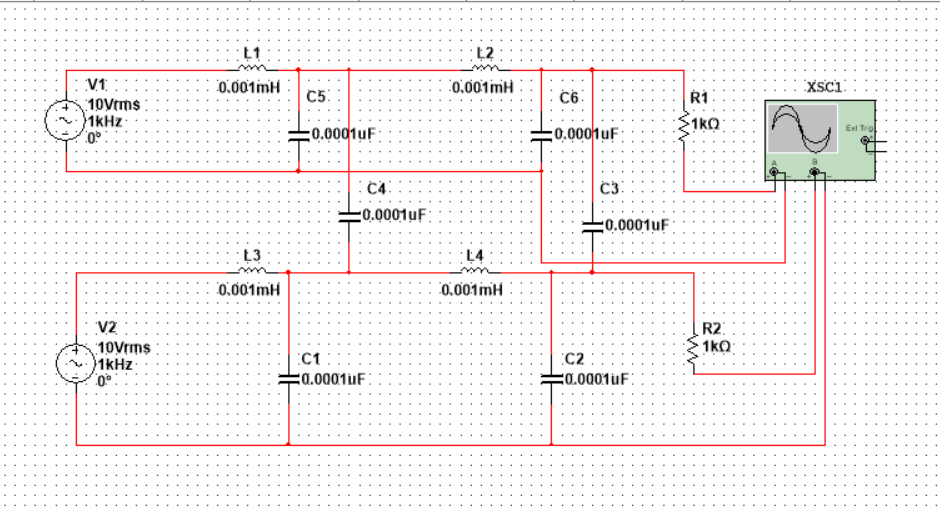 L1
0.001mH
L2
0.001mH
V1
10Vrms
1kHz
0°
C5
0.0001uF
C6
0.0001uF
R1
1kΩ
XSC1
Ext Trig
+
A
B
C4
0.0001uF
C3
0.0001uF
L3
0.001mH
L4
0.001mH
V2
10Vrms
1kHz
0°
C1
0.0001uF
C2
0.0001uF
R2
1kΩ